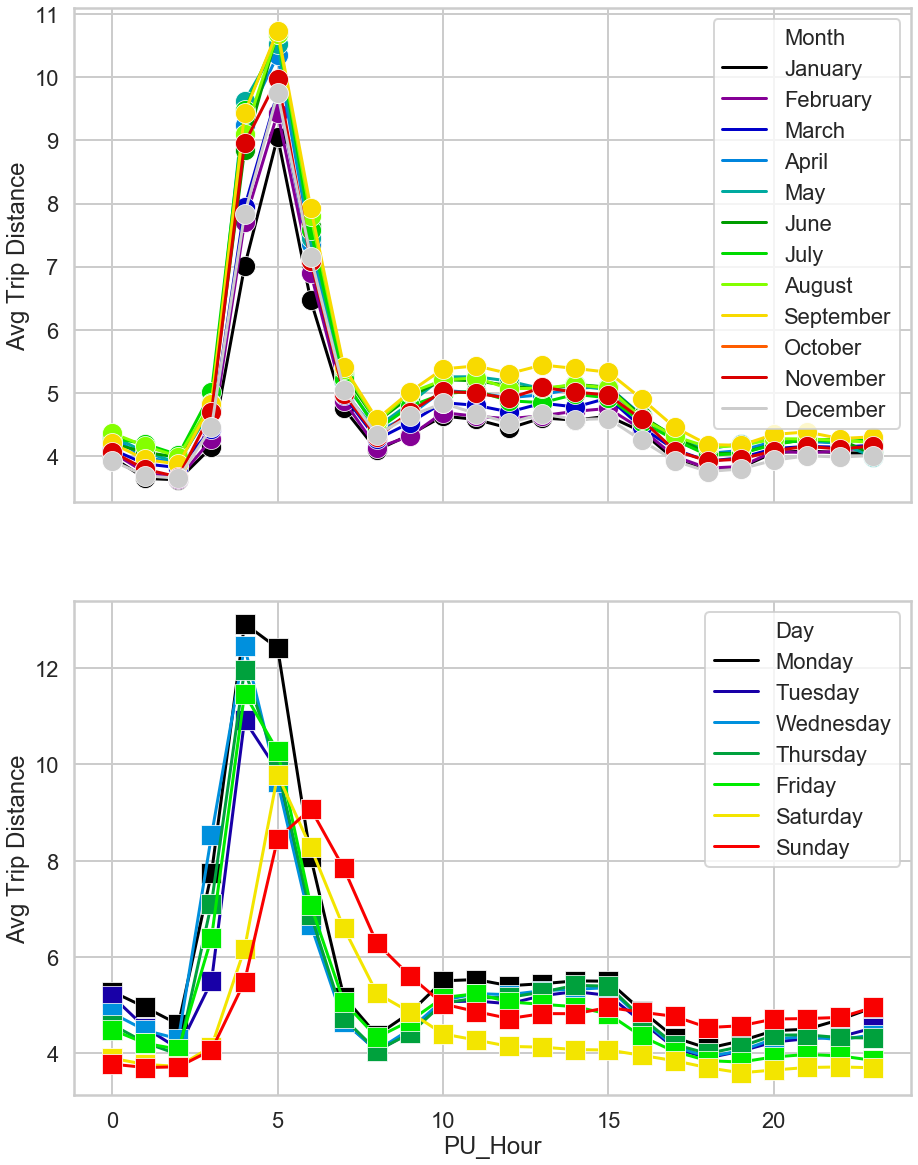 11
10
9
8
7
6
5
4
Avg Trip Distance
Month
January
February
March
April
May
June
July
August
September
October
November
December
12
10
8
6
4
Avg Trip Distance
Day
Monday
Tuesday
Wednesday
Thursday
Friday
Saturday
Sunday
0 5 10 15 20
PU_Hour